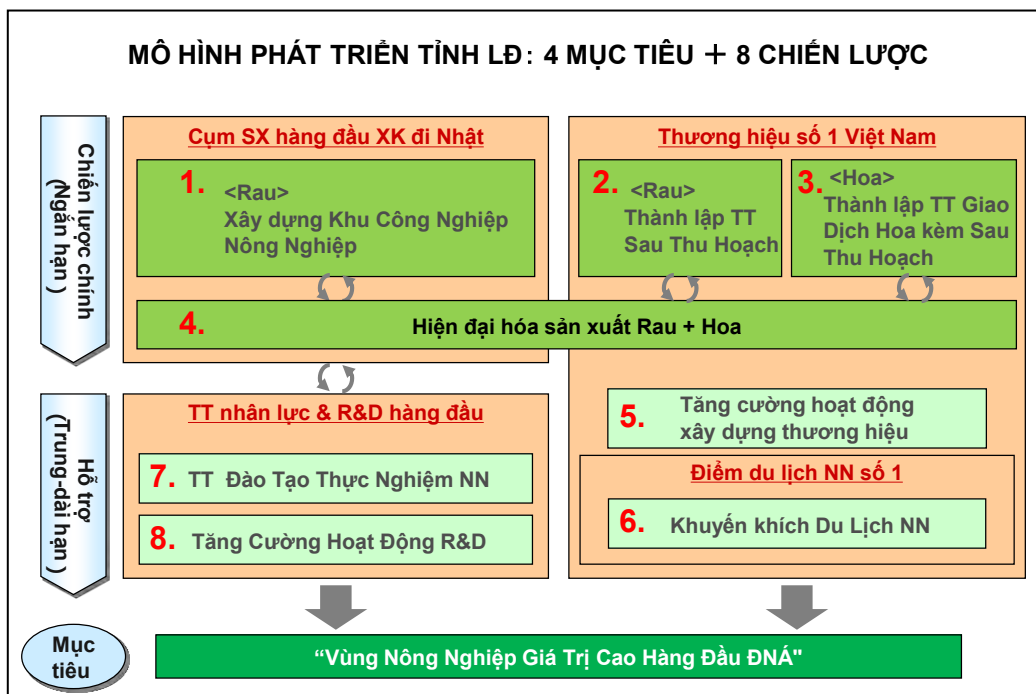 MÔ HÌNH PHÁT TRIỂN TỈNH LĐ: 4 MỤC TIÊU + 8 CHIẾN LƯỢC
Chiến lược chính
(Ngắn hạn)
Cụm SX hàng đầu XK đi Nhật
1. <Rau>
Xây dựng Khu Công Nghiệp
Nông Nghiệp
Thương hiệu số 1 Việt Nam
2. <Rau>
Thành lập TT
Sau Thu Hoạch
3. <Hoa>
Thành lập TT Giao
Dịch Hoa kèm Sau
Thu Hoạch
4. Hiện đại hóa sản xuất Rau + Hoa
Hỗ trợ
(Trung-dài hạn)
TT nhân lực & R&D hàng đầu
7. TT Đào Tạo Thực Nghiệm NN
8. Tăng Cường Hoạt Động R&D
5. Tăng cường hoạt động
xây dựng thương hiệu
Điểm du lịch NN số 1
6. Khuyến khích Du Lịch NN
Mục
tiêu
“Vùng Nông Nghiệp Giá Trị Cao Hàng Đầu ĐNÁ"